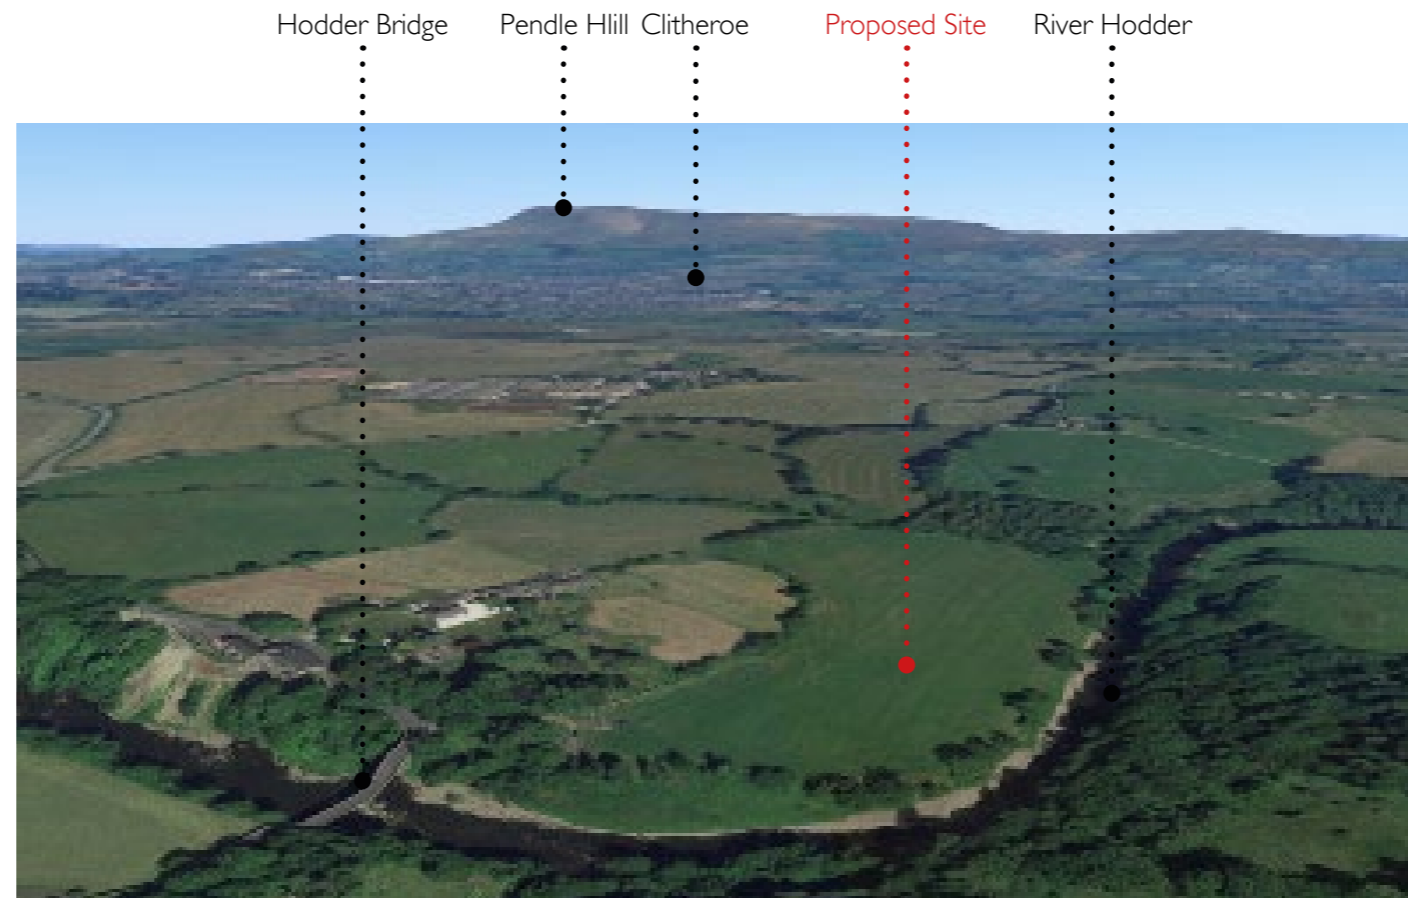 Hodder Bridge
Pendle Hlill
Clitheroe
Proposed Site
River Hodder